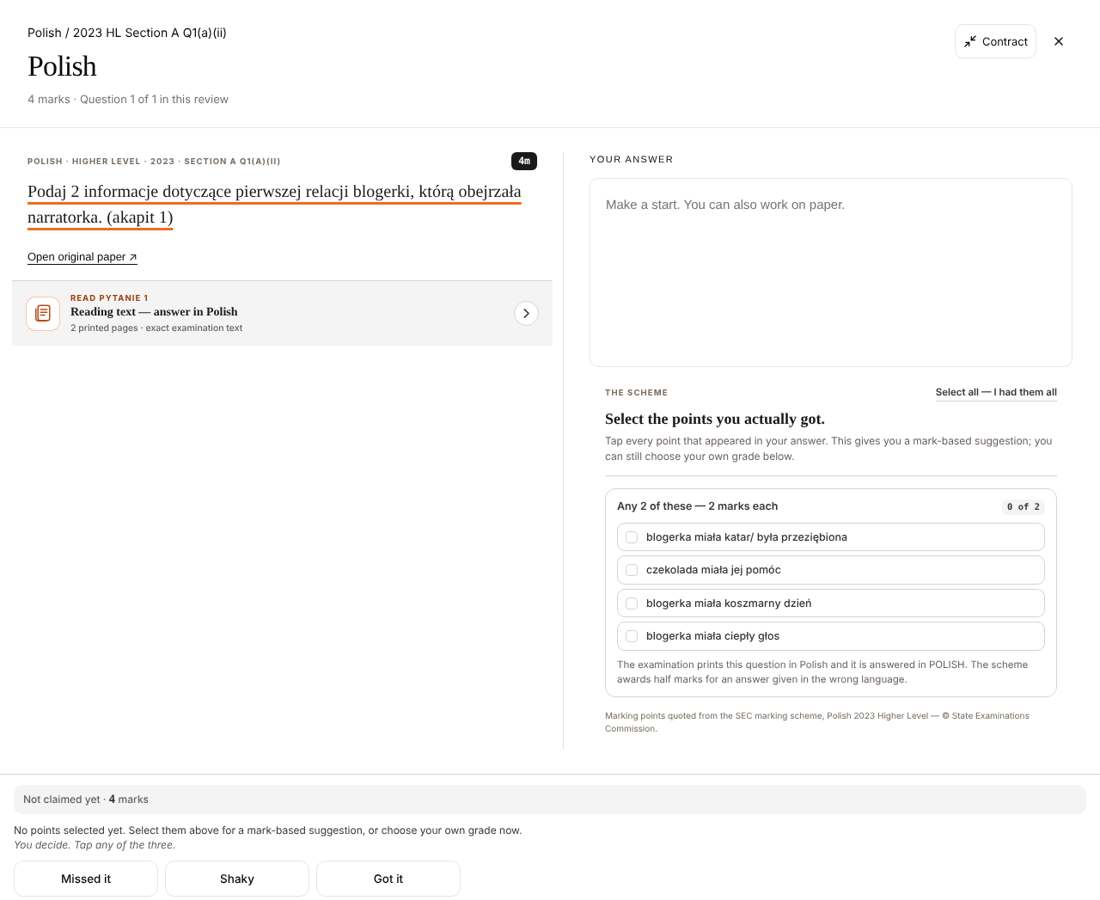 Polish / 2023 HL Section A Q1(a)(ii)
Polish
4 marks · Question 1 of 1 in this review
Contract
POLISH · HIGHER LEVEL · 2023 · SECTION A Q1(A)(II)
4m
Podaj 2 informacje dotyczące pierwszej relacji blogerki, którą obejrzała
narratorka. (akapit 1)
Open original paper ↗
READ PYTANIE 1
Reading text — answer in Polish
2 printed pages · exact examination text
YOUR ANSWER
Make a start. You can also work on paper.
THE SCHEME
Select all — I had them all
Select the points you actually got.
Tap every point that appeared in your answer. This gives you a mark-based suggestion; you
can still choose your own grade below.
Any 2 of these — 2 marks each
0 of 2
blogerka miała katar/ była przeziębiona
czekolada miała jej pomóc
blogerka miała koszmarny dzień
blogerka miała ciepły głos
The examination prints this question in Polish and it is answered in POLISH. The scheme
awards half marks for an answer given in the wrong language.
Marking points quoted from the SEC marking scheme, Polish 2023 Higher Level — © State Examinations
Commission.
Not claimed yet · 4 marks
No points selected yet. Select them above for a mark-based suggestion, or choose your own grade now.
You decide. Tap any of the three.
Missed it
Shaky
Got it